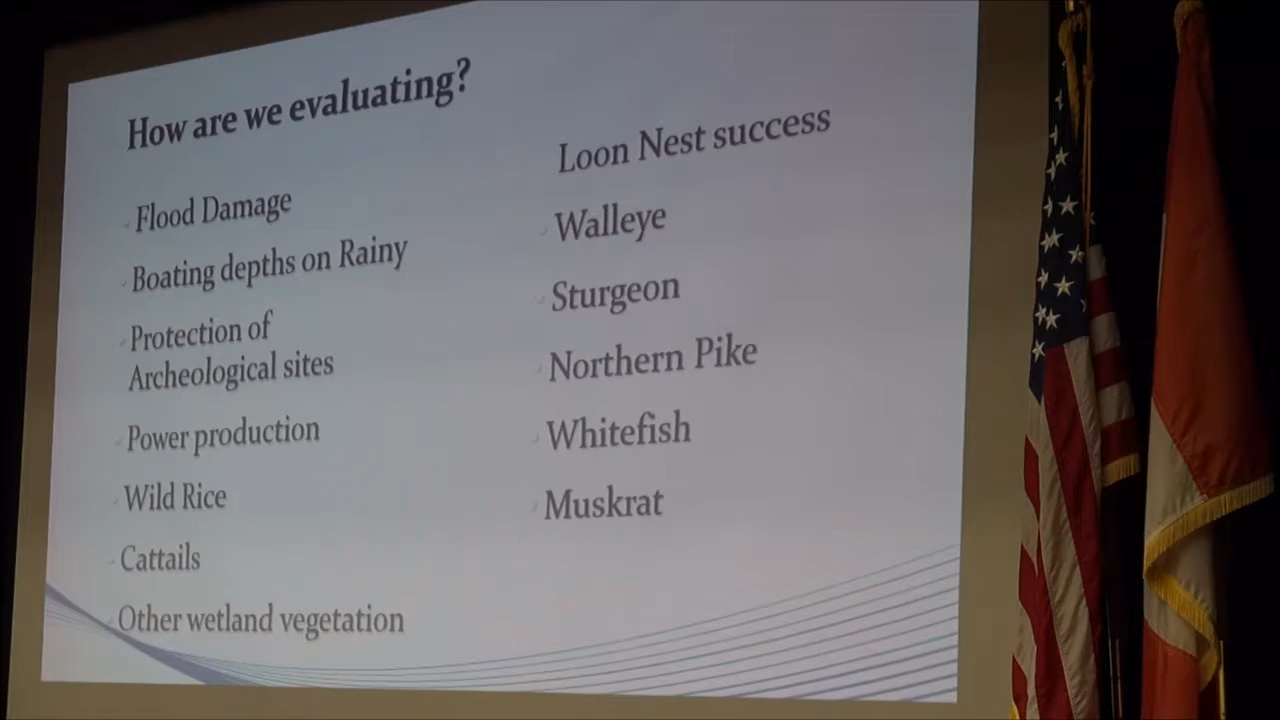 How are we evaluating?
Flood Damage
Boating depths on Rainy
Protection of
Archeological sites
Power production
Wild Rice
Cattails
Other wetland vegetation
Loon Nest success
Walleye
Sturgeon
Northern Pike
Whitefish
Muskrat